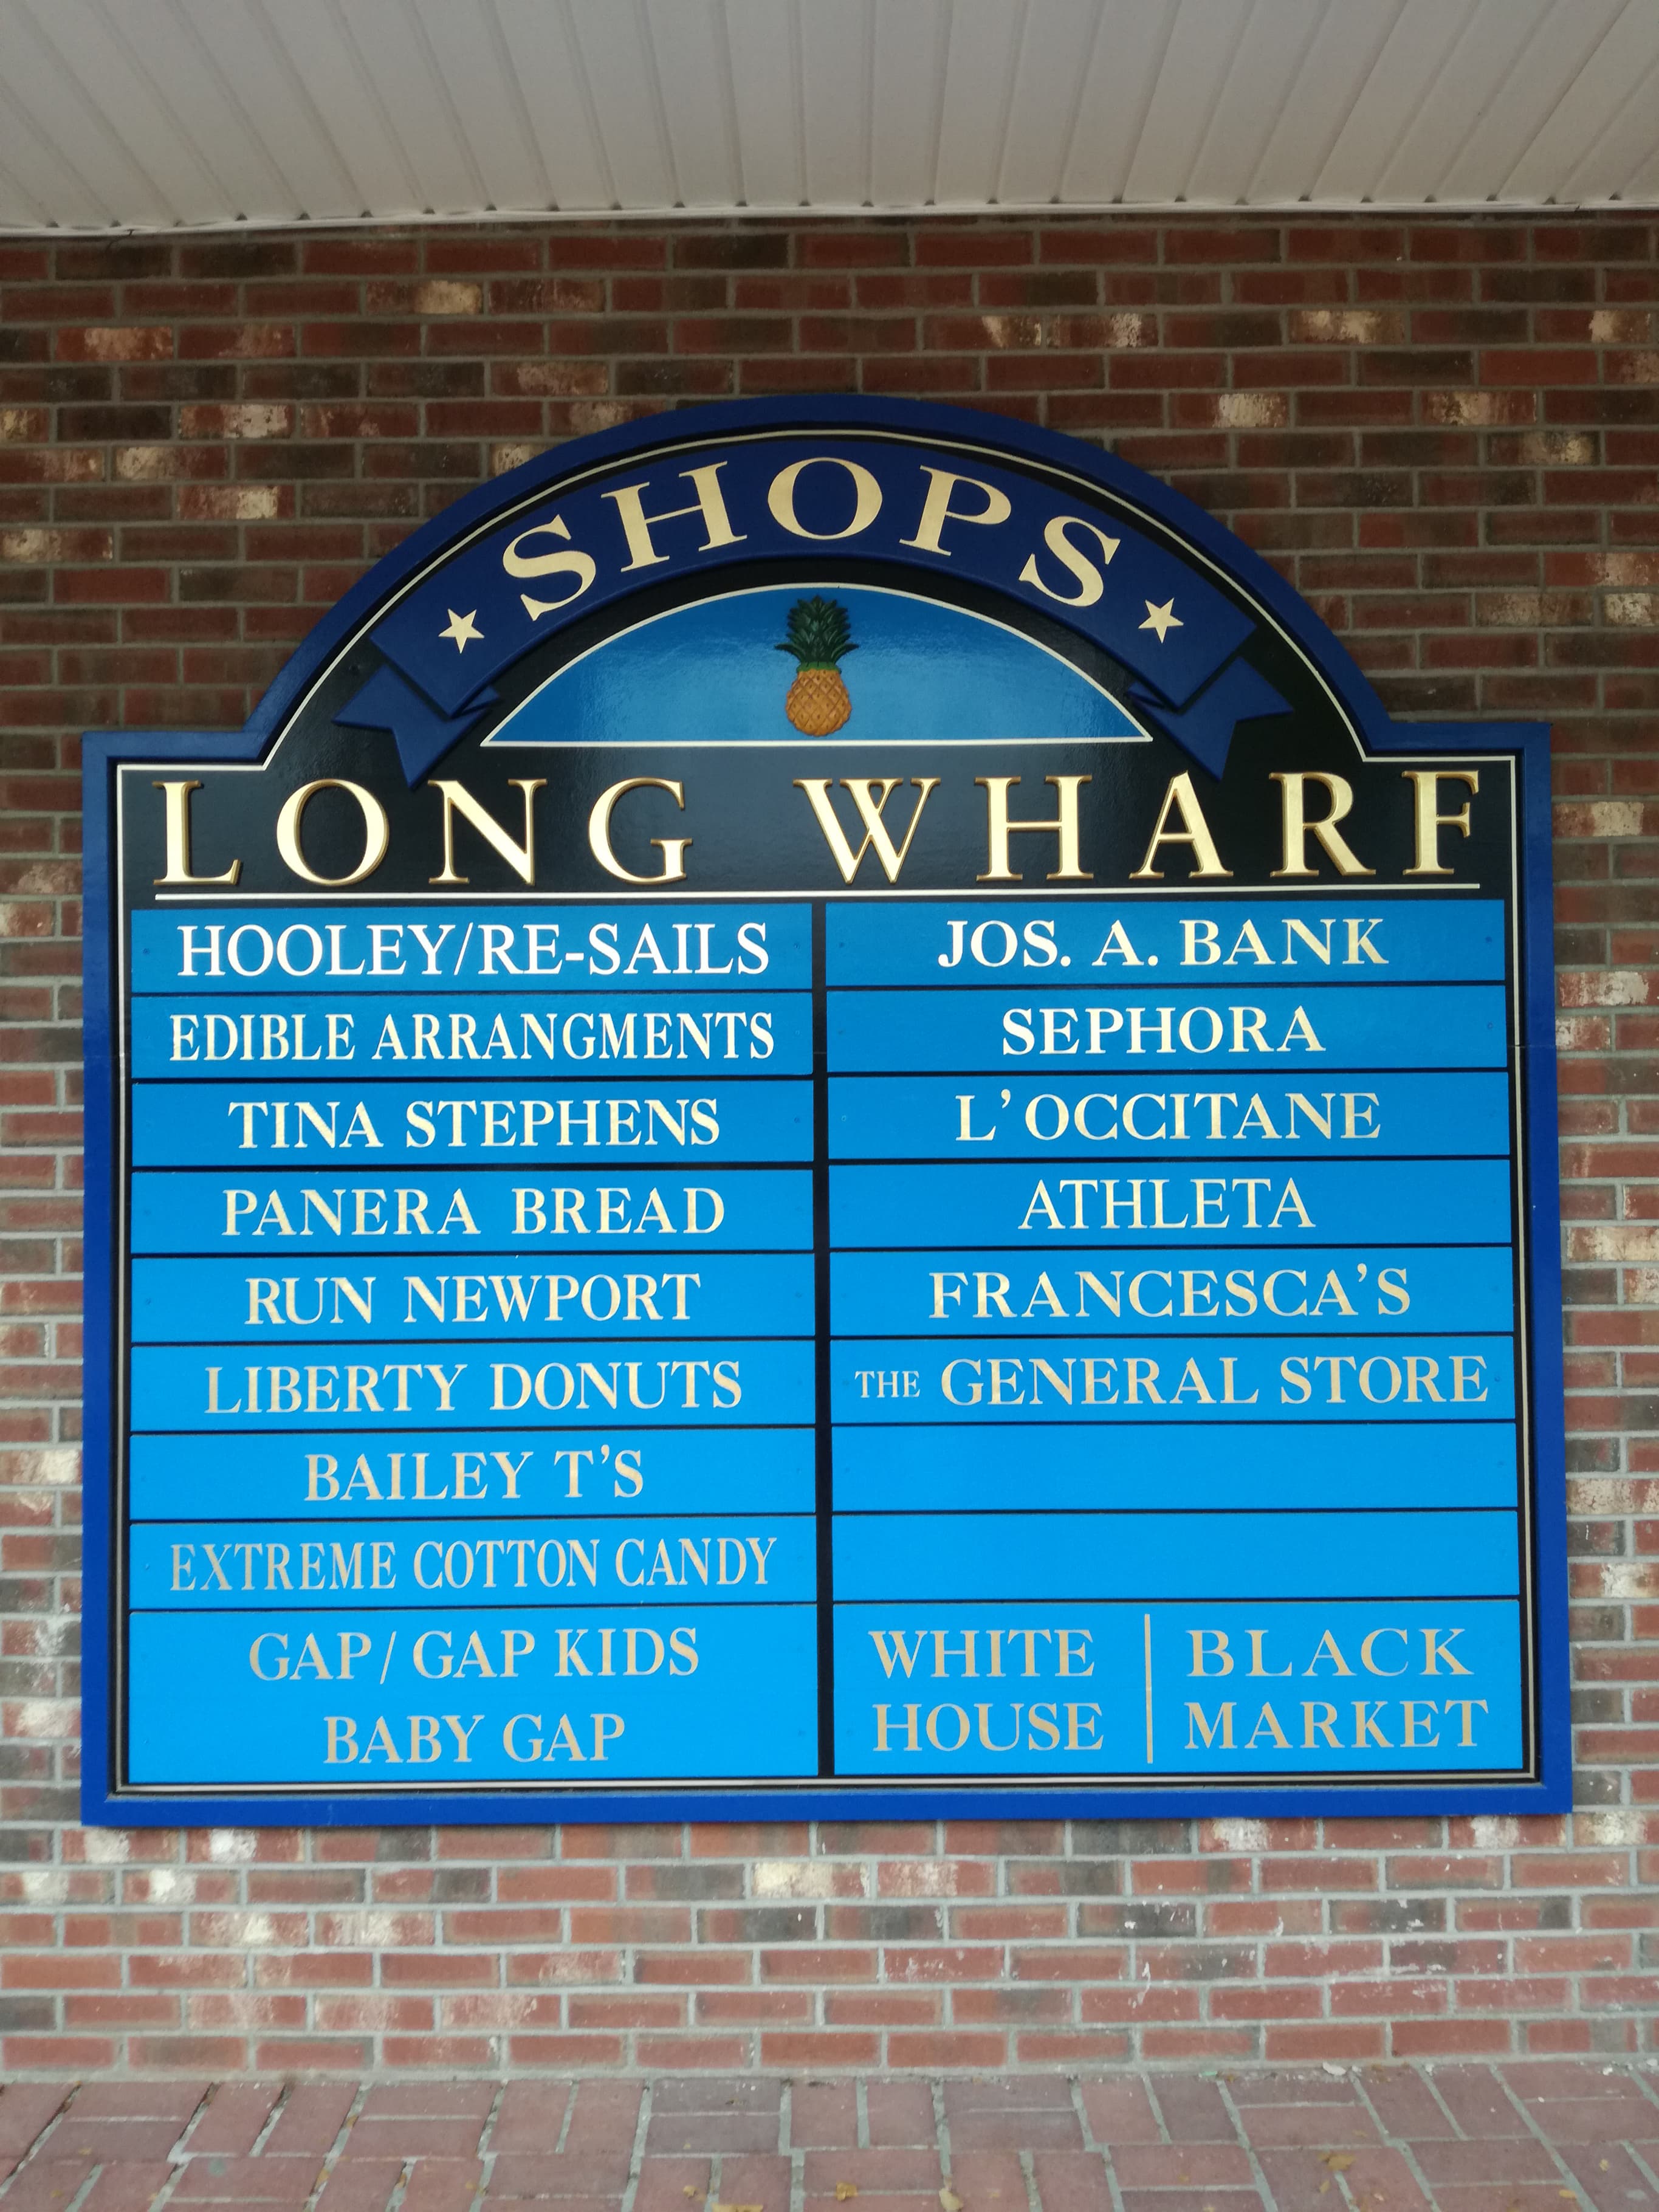 SHOPS
LONG WHARF
HOOLEY/RE-SAILS
EDIBLE ARRANGMENTS
TINA STEPHENS
PANERA BREAD
RUN NEWPORT
LIBERTY DONUTS
BAILEY T'S
EXTREME COTTON CANDY
GAP/GAP KIDS
BABY GAP
JOS. A. BANK
SEPHORA
L'OCCITANE
ATHLETA
FRANCESCA'S
THE GENERAL STORE
WHITE | BLACK
HOUSE | MARKET